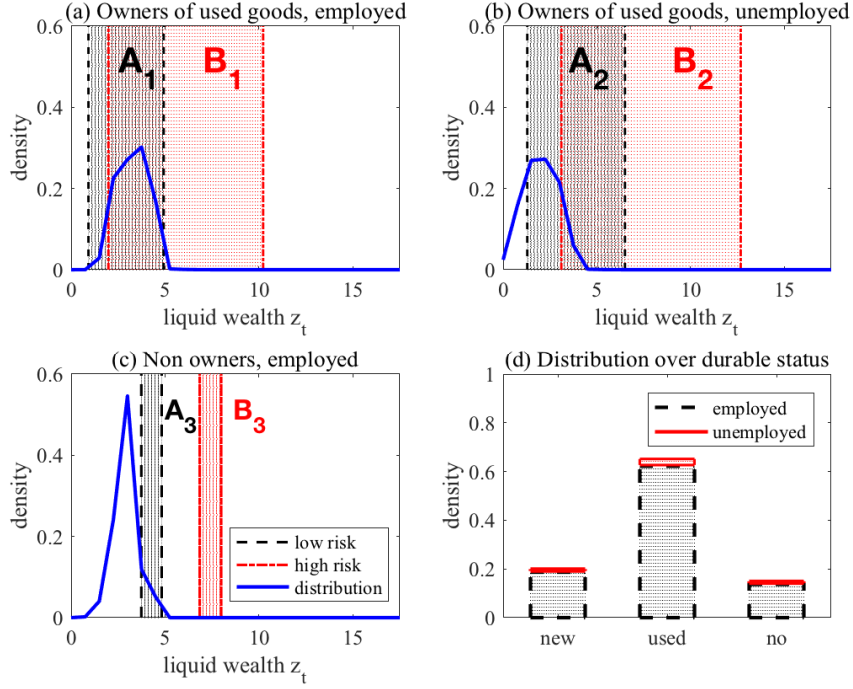 (a) Owners of used goods, employed
0.6
0.4
0.2
0
density
A1
B1
0 5 10 15
liquid wealth z_t
(b) Owners of used goods, unemployed
0.6
0.4
0.2
0
density
A2
B2
0 5 10 15
liquid wealth z_t
(c) Non owners, employed
0.6
0.4
0.2
0
density
A3
B3
low risk
high risk
distribution
0 5 10 15
liquid wealth z_t
(d) Distribution over durable status
1
0.8
0.6
0.4
0.2
0
density
employed
unemployed
new used no